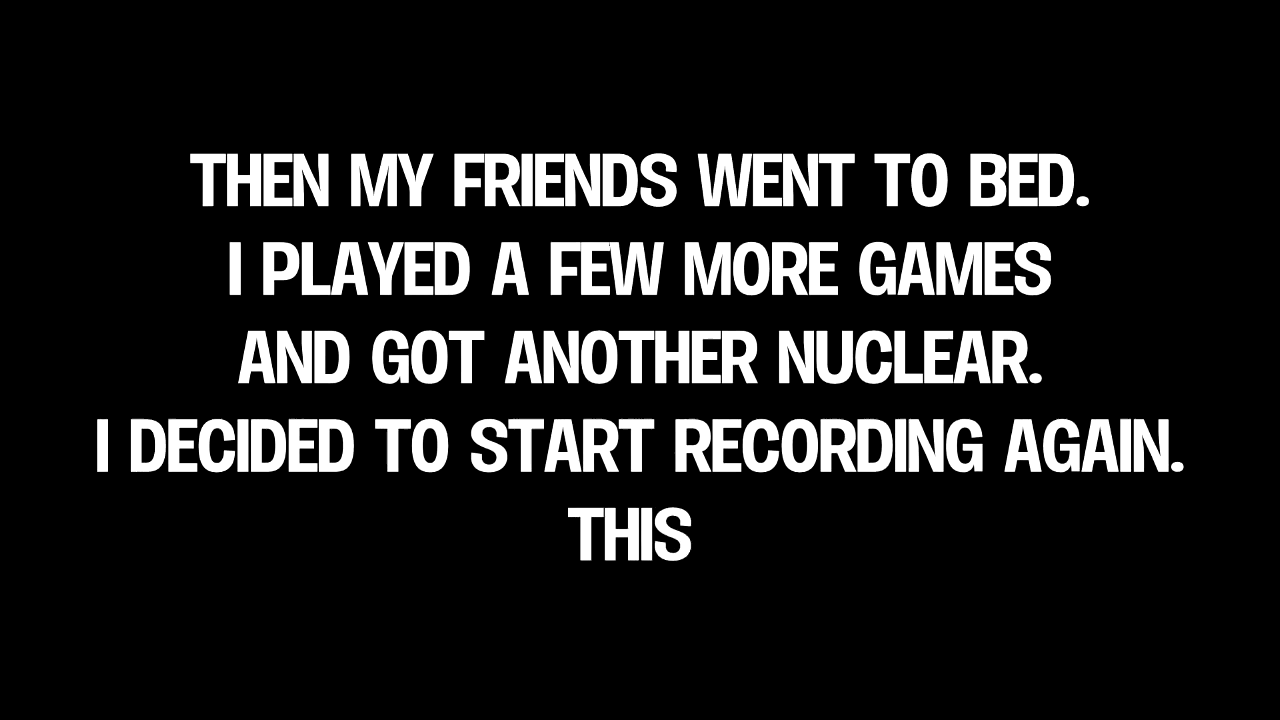 THEN MY FRIENDS WENT TO BED.
I PLAYED A FEW MORE GAMES
AND GOT ANOTHER NUCLEAR.
I DECIDED TO START RECORDING AGAIN.
THIS